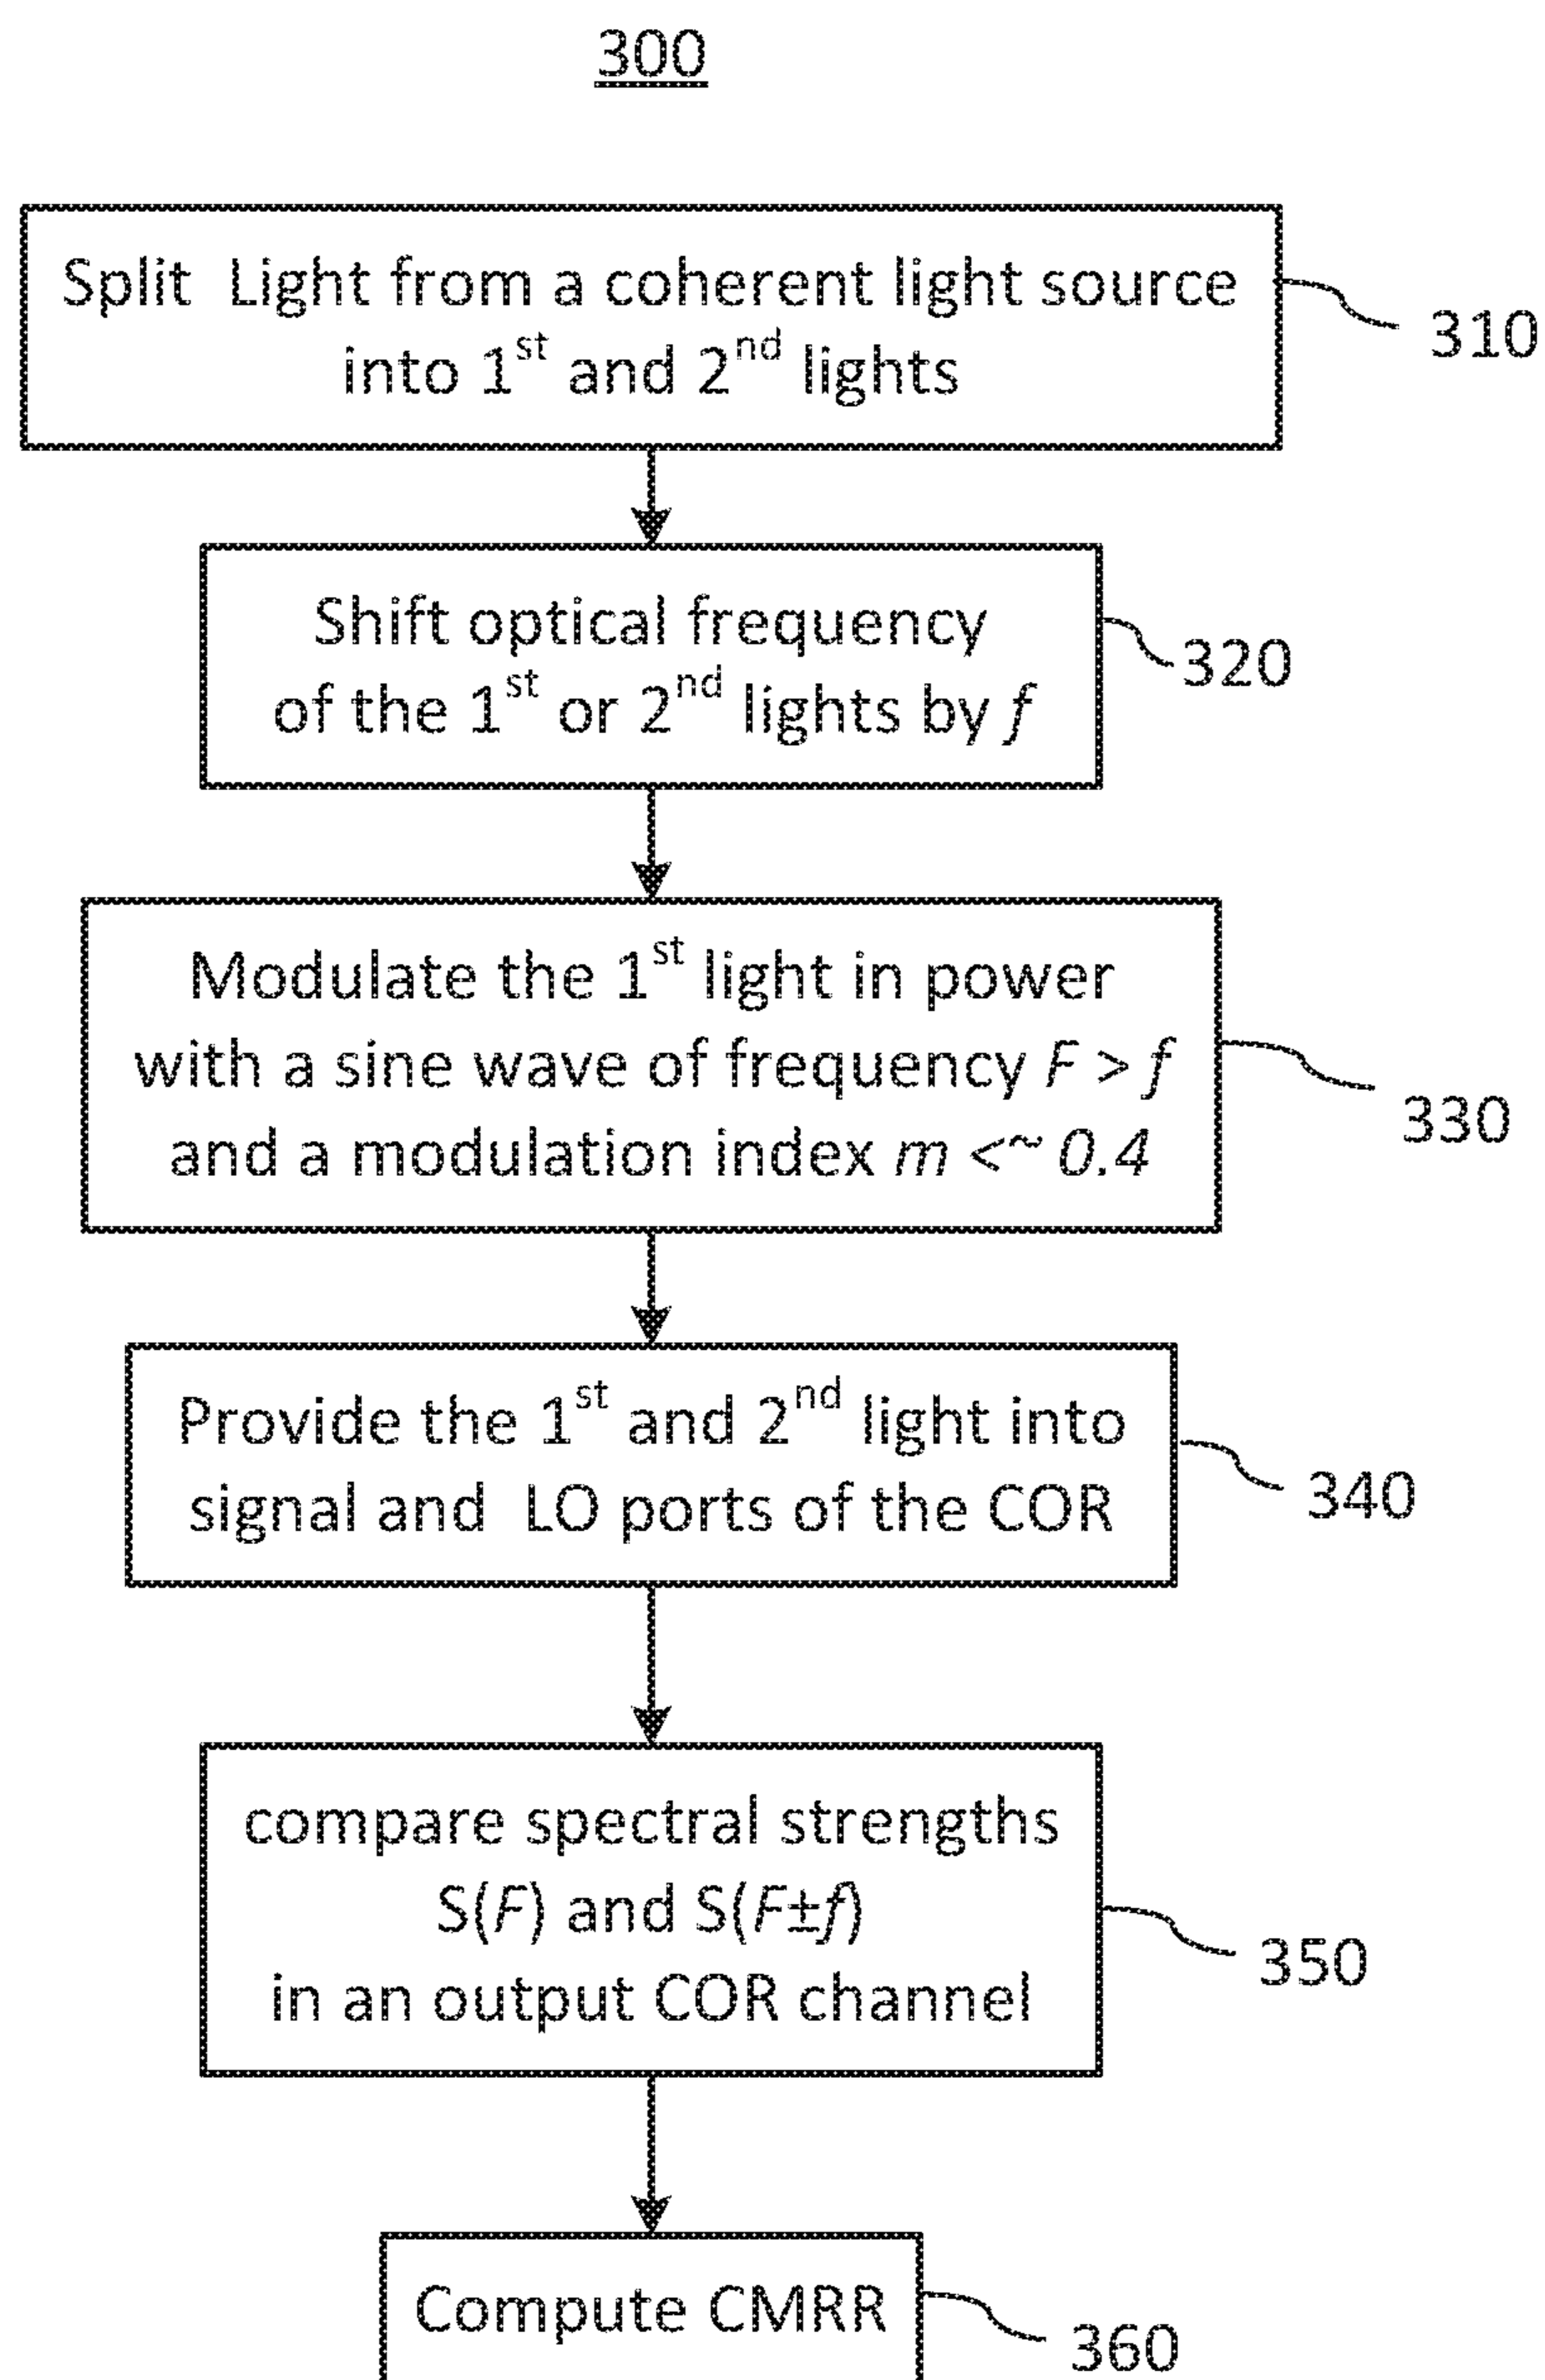 300
Split Light from a coherent light source
into 1st and 2nd lights
310
Shift optical frequency
of the 1st or 2nd lights by f
320
Modulate the 1st light in power
with a sine wave of frequency F > f
and a modulation index m <~ 0.4
330
Provide the 1st and 2nd light into
signal and LO ports of the COR
340
compare spectral strengths
S(F) and S(F±f)
in an output COR channel
350
Compute CMRR
360